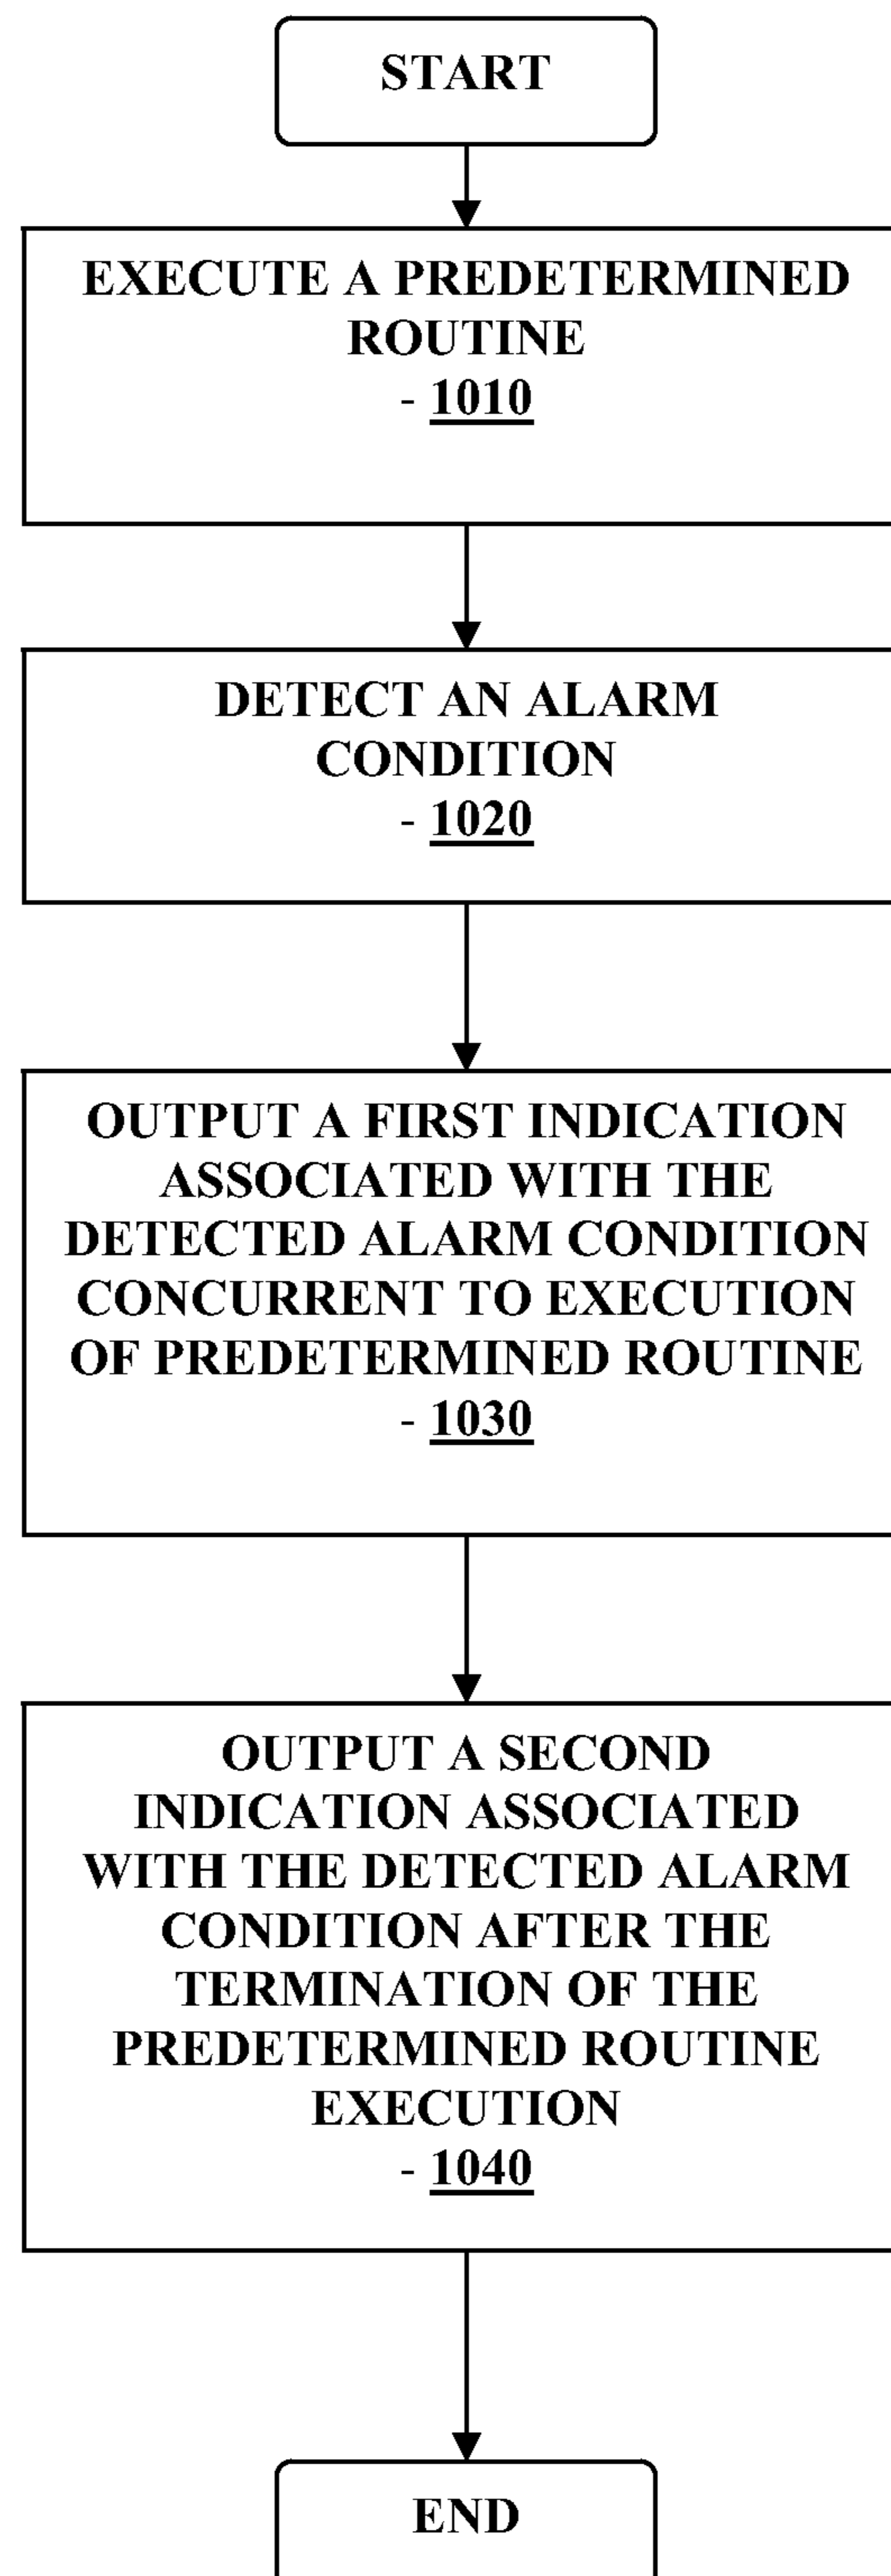 START
EXECUTE A PREDETERMINED
ROUTINE
- 1010
DETECT AN ALARM
CONDITION
- 1020
OUTPUT A FIRST INDICATION
ASSOCIATED WITH THE
DETECTED ALARM CONDITION
CONCURRENT TO EXECUTION
OF PREDETERMINED ROUTINE
- 1030
OUTPUT A SECOND
INDICATION ASSOCIATED
WITH THE DETECTED ALARM
CONDITION AFTER THE
TERMINATION OF THE
PREDETERMINED ROUTINE
EXECUTION
- 1040
END